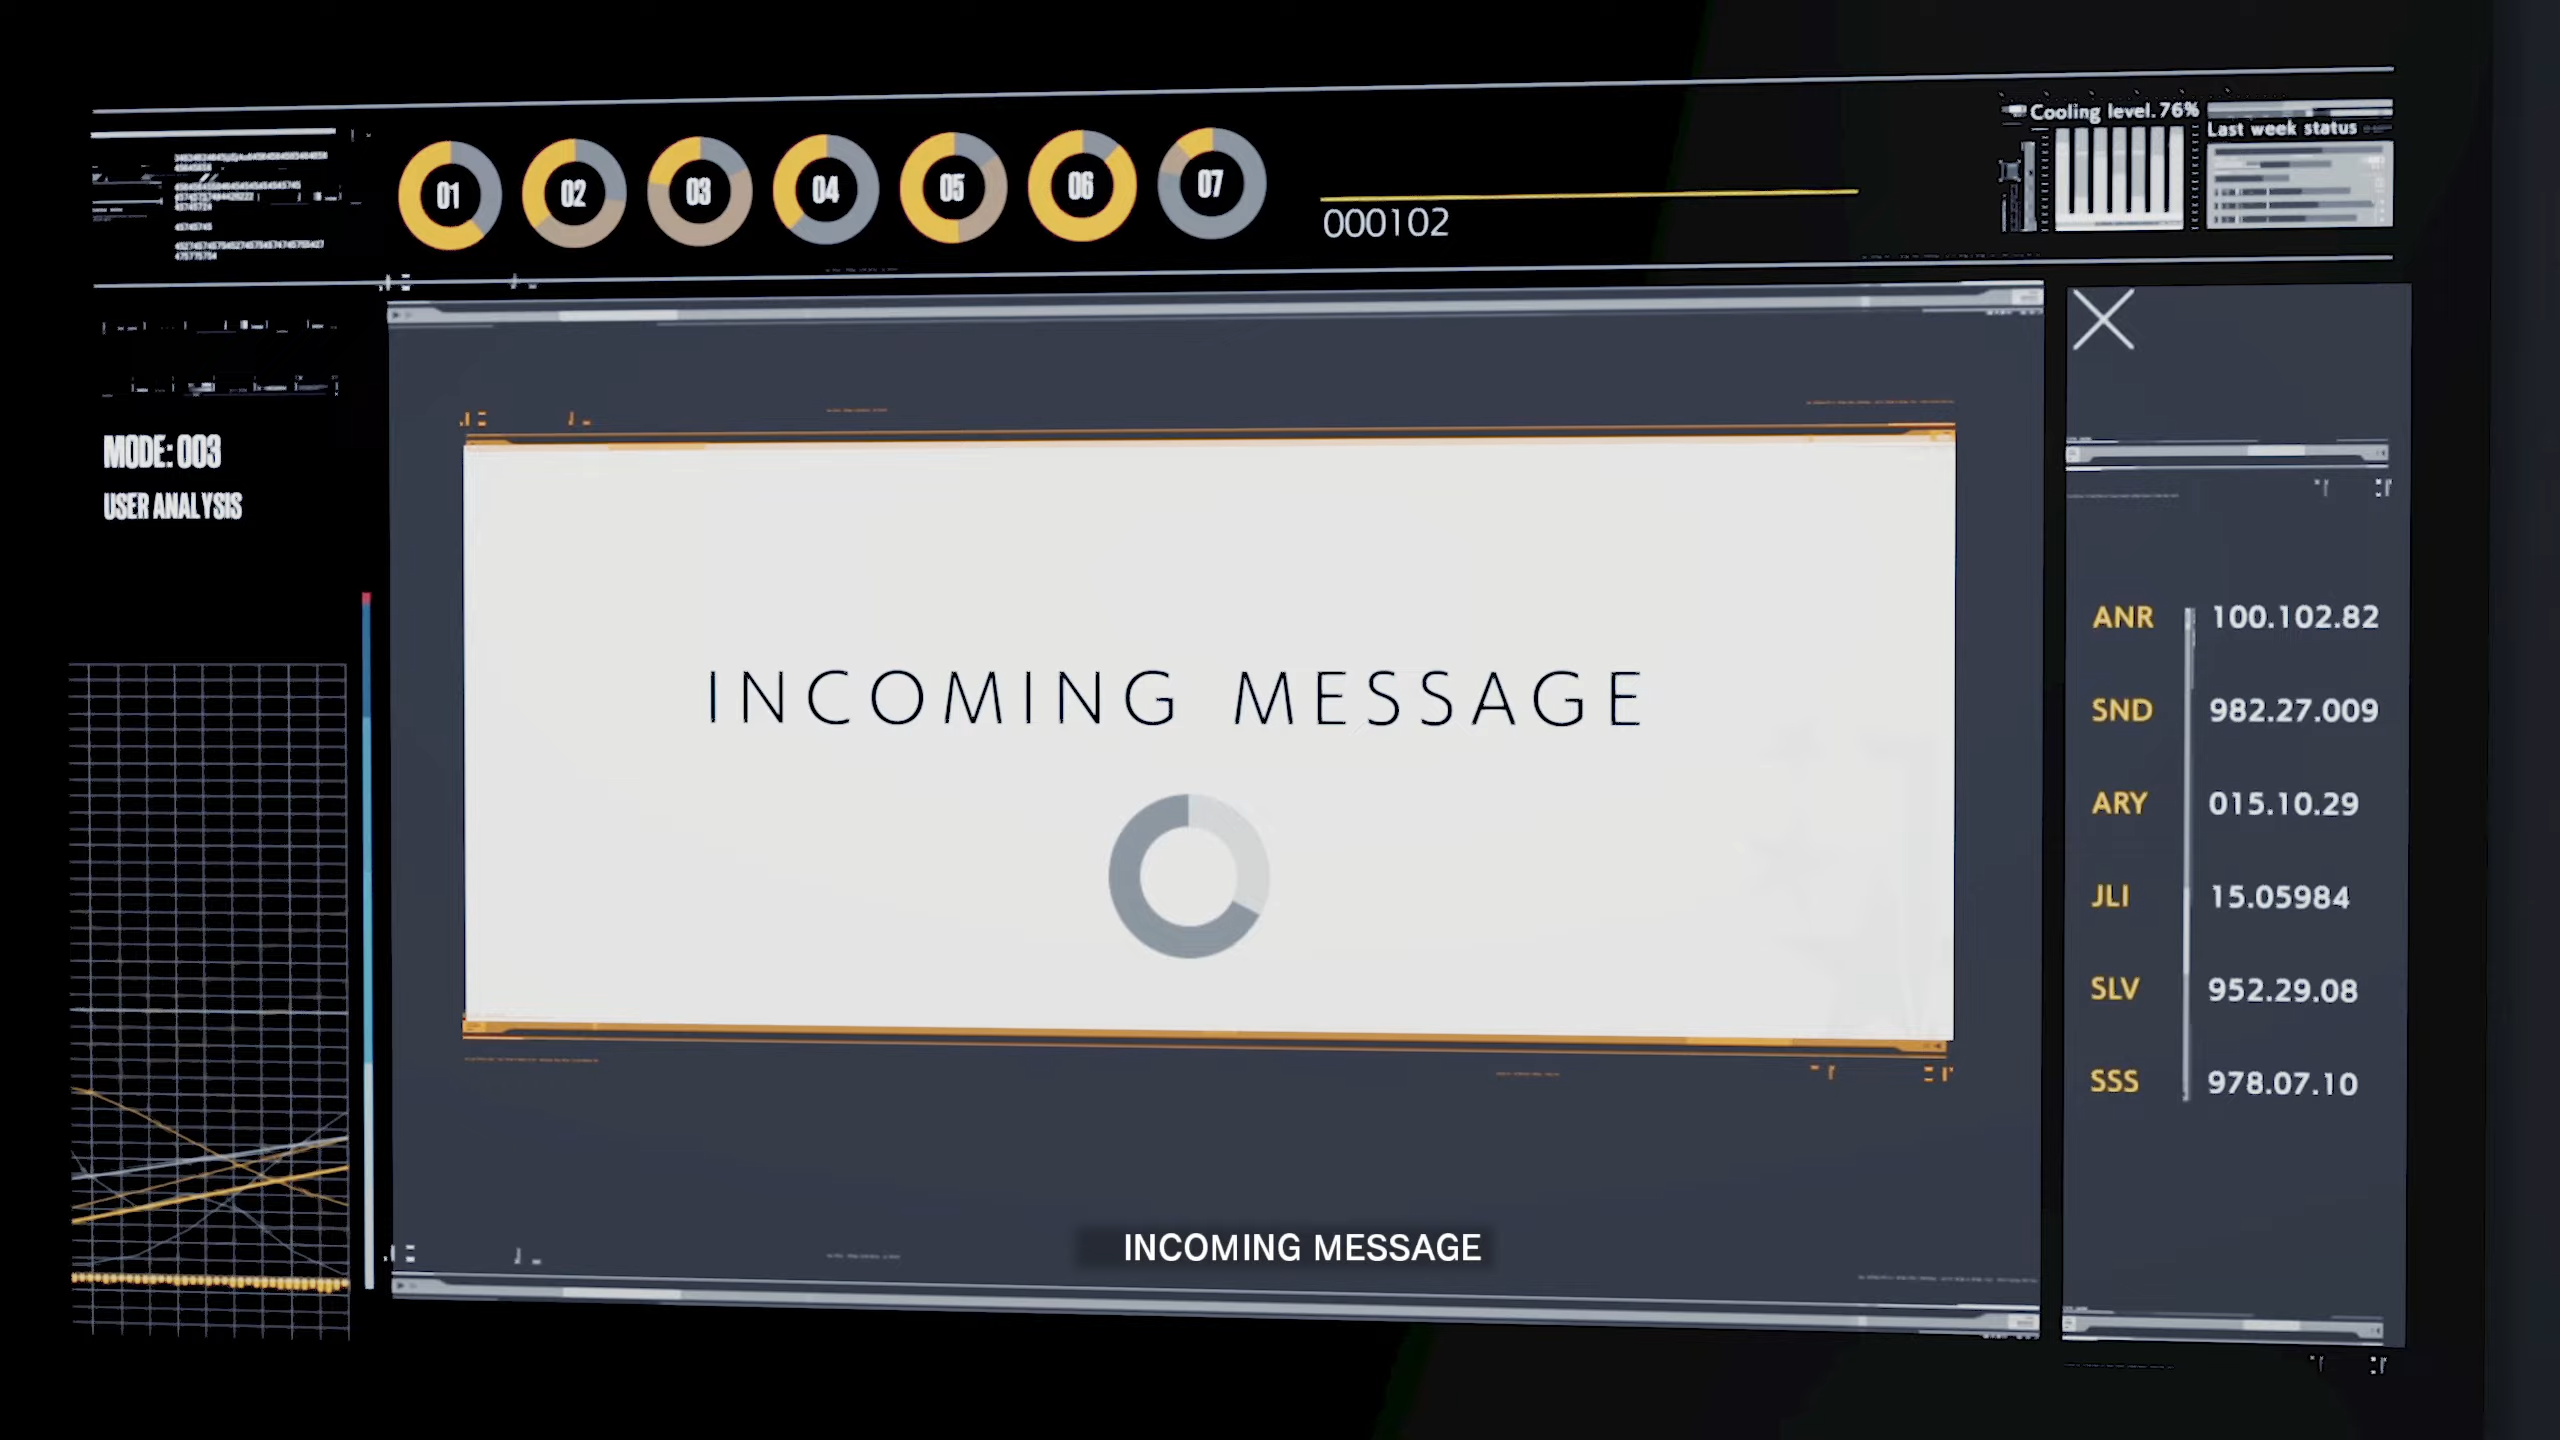 01 02 03 04 05 06 07
000102
Cooling level.76%
Last week status
MODE: 003
USER ANALYSIS
INCOMING MESSAGE
ANR 100.102.82
SND 982.27.009
ARY 015.10.29
JLI 15.05984
SLV 952.29.08
SSS 978.07.10
INCOMING MESSAGE